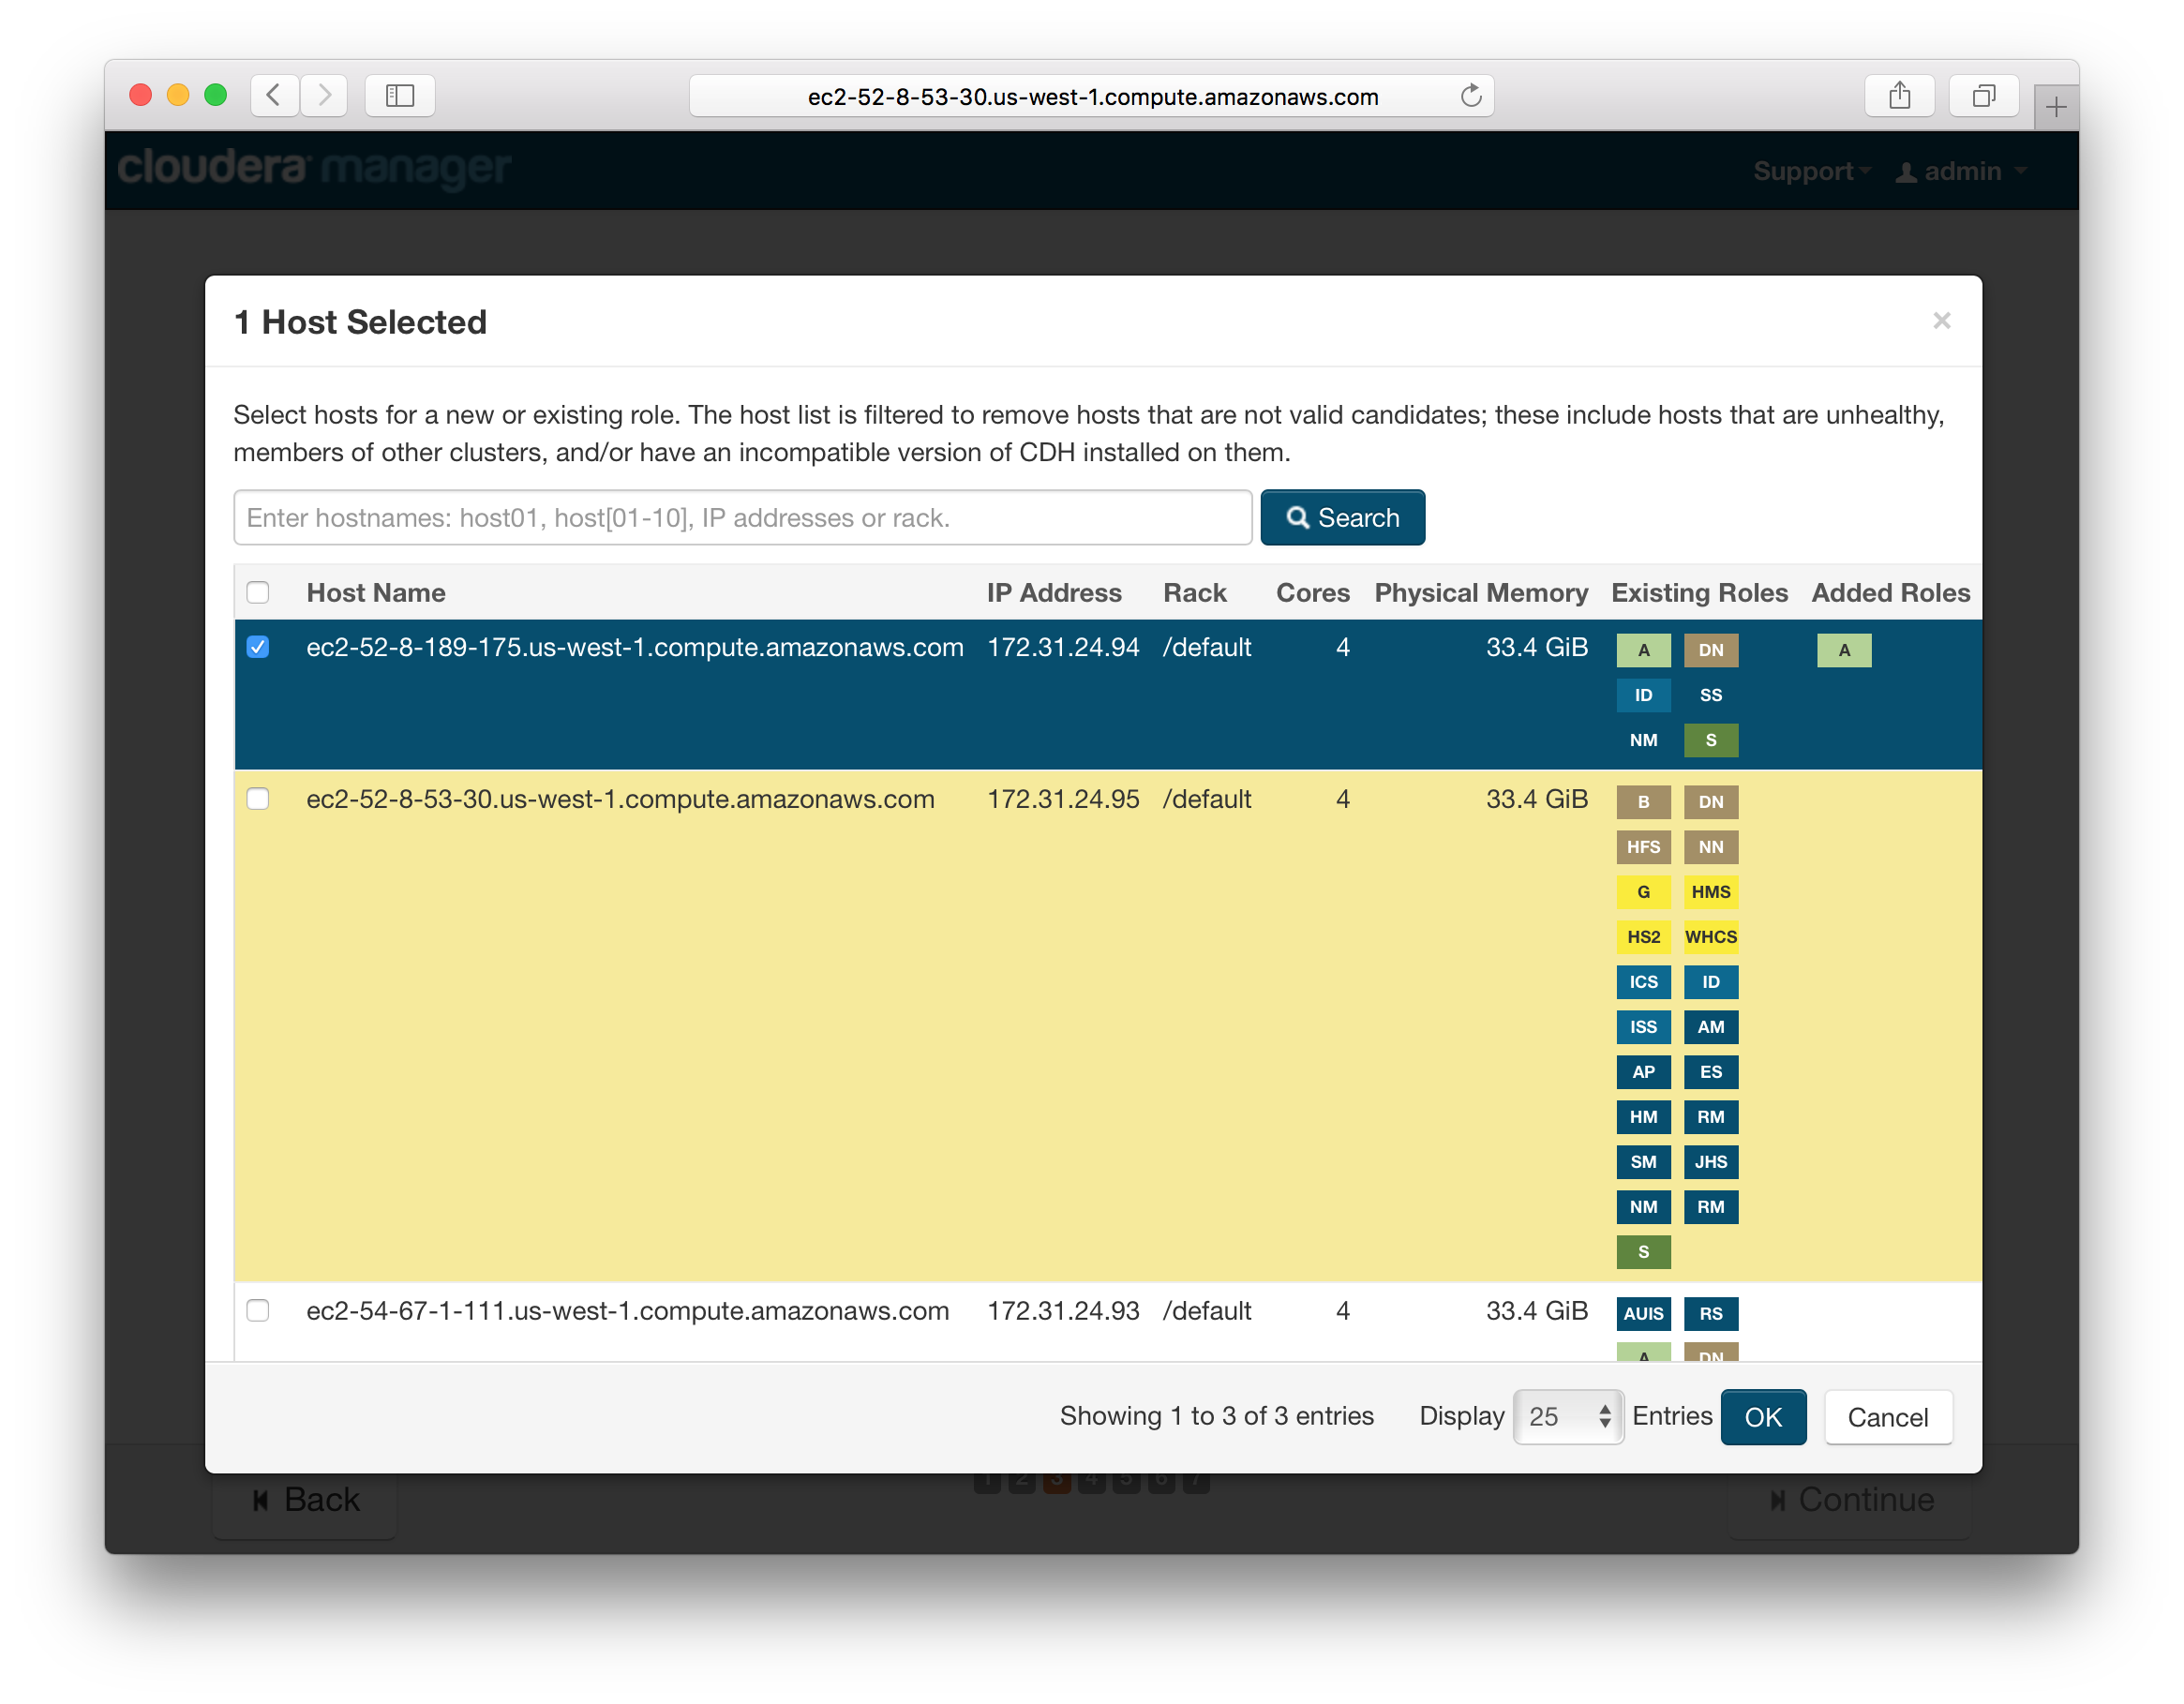 ec2-52-8-53-30.us-west-1.compute.amazonaws.com
cloudera manager
Support admin
1 Host Selected
Select hosts for a new or existing role. The host list is filtered to remove hosts that are not valid candidates; these include hosts that are unhealthy,
members of other clusters, and/or have an incompatible version of CDH installed on them.
Enter hostnames: host01, host[01-10], IP addresses or rack. Search
Host Name IP Address Rack Cores Physical Memory Existing Roles Added Roles
ec2-52-8-189-175.us-west-1.compute.amazonaws.com 172.31.24.94 /default 4 33.4 GiB A DN A
ID SS
NM S
ec2-52-8-53-30.us-west-1.compute.amazonaws.com 172.31.24.95 /default 4 33.4 GiB B DN
HFS NN
G HMS
HS2 WHCS
ICS ID
ISS AM
AP ES
HM RM
SM JHS
NM RM
S
ec2-54-67-1-111.us-west-1.compute.amazonaws.com 172.31.24.93 /default 4 33.4 GiB AUIS RS
A DN
Showing 1 to 3 of 3 entries Display 25 Entries OK Cancel
1 2 3 4 5 6 7
Back Continue